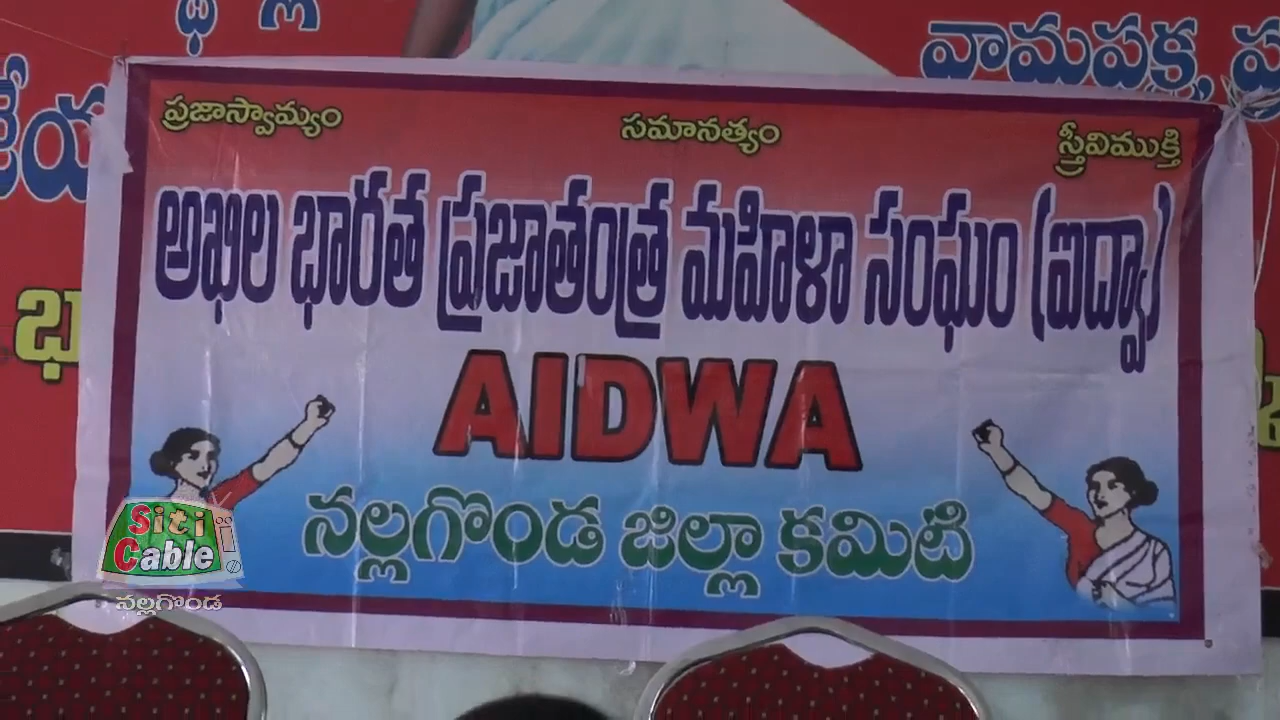 వామపక్ష, ప్ర
జేయ
ప్రజాస్వామ్యం సమానత్వం స్త్రీవిముక్తి
అఖిల భారత ప్రజాతంత్ర మహిళా సంఘం (ఐద్వా)
AIDWA
నల్లగొండ జిల్లా కమిటి
Siti
Cable
నల్లగొండ